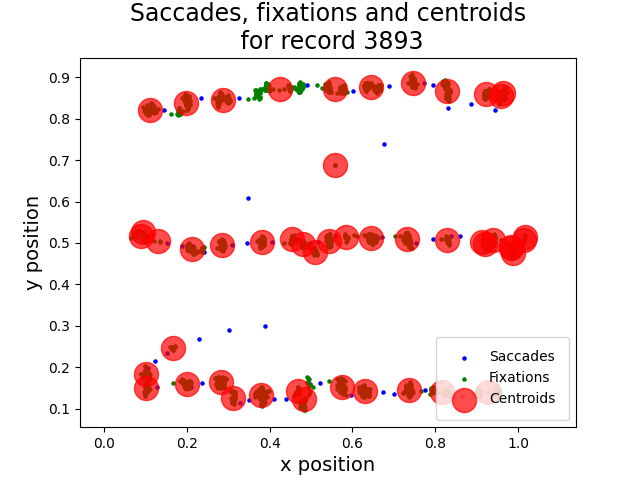 Saccades, fixations and centroids
for record 3893
0.9
0.8
0.7
0.6
0.5
0.4
0.3
0.2
0.1
y position
Saccades
Fixations
Centroids
0.0 0.2 0.4 0.6 0.8 1.0
x position